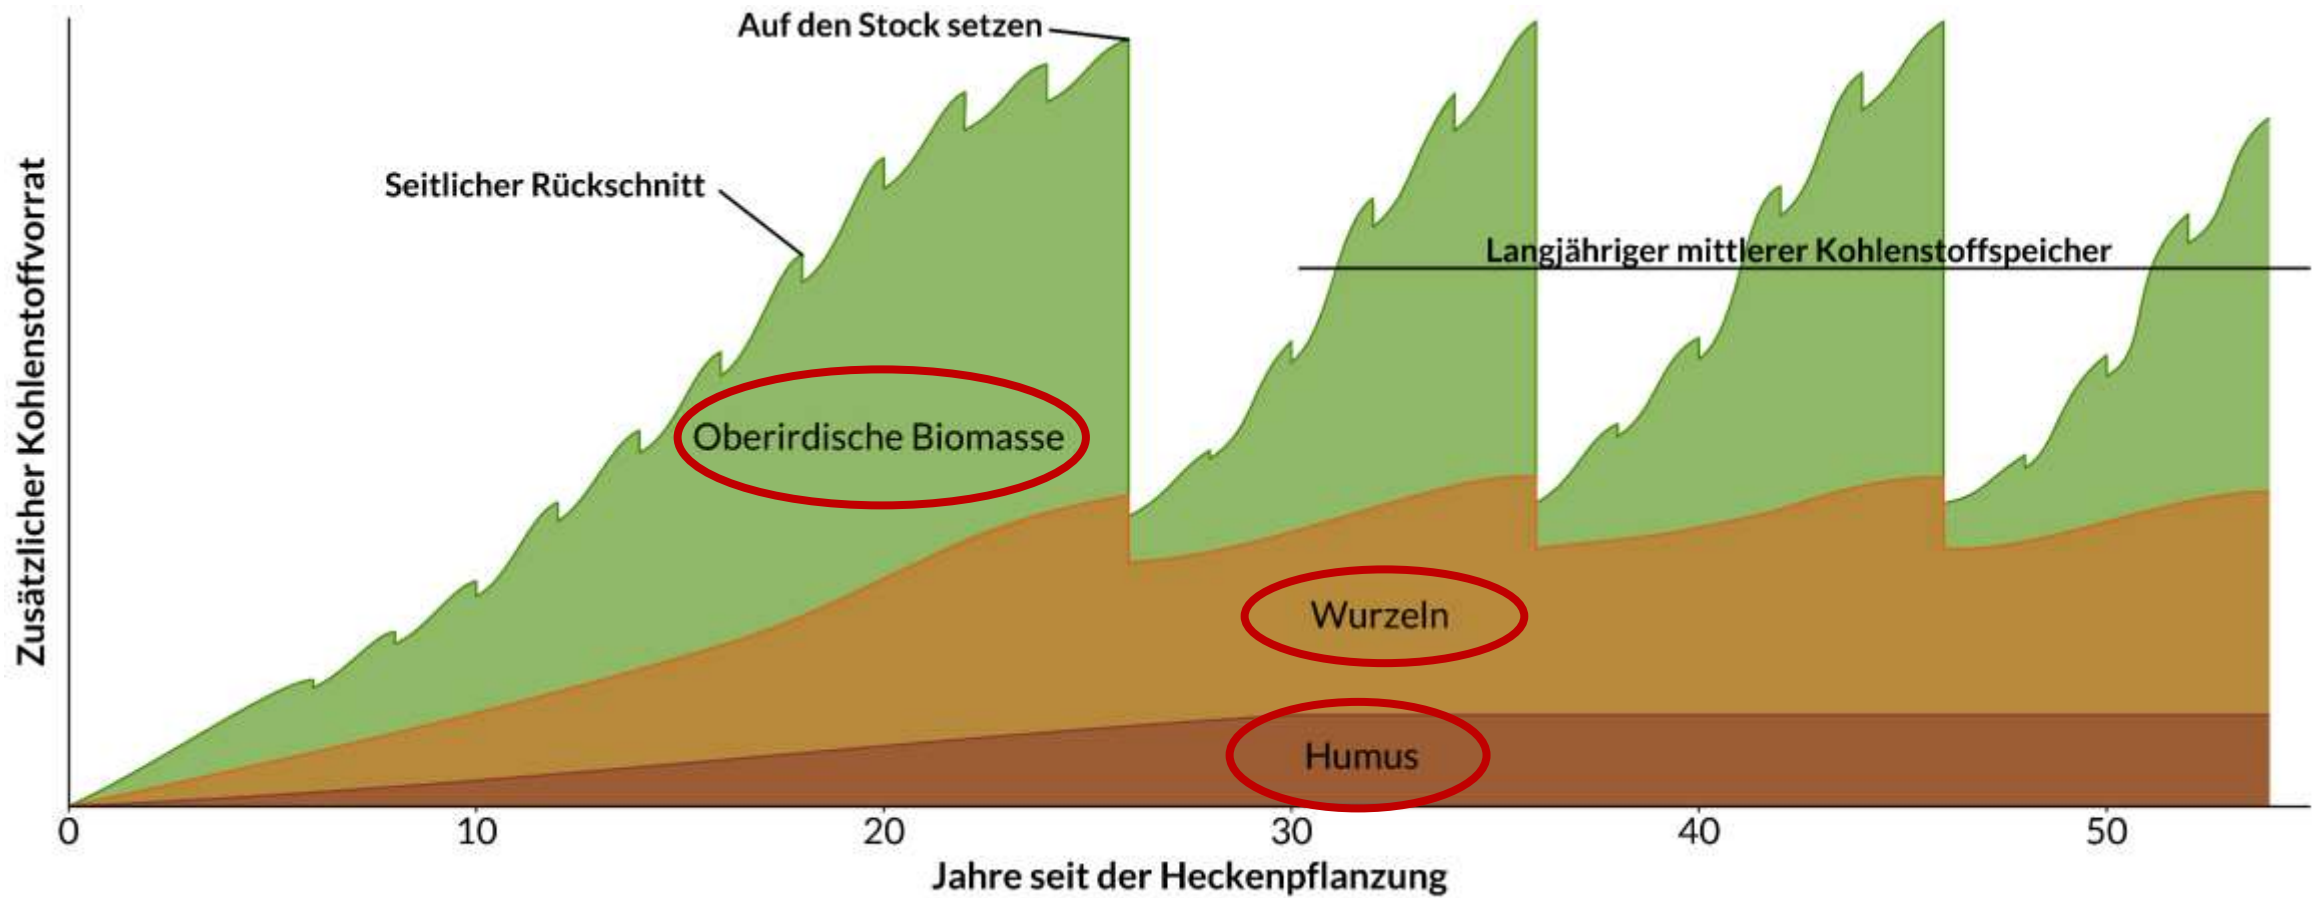 Auf den Stock setzen
Seitlicher Rückschnitt
Langjähriger mittlerer Kohlenstoffspeicher
Zusätzlicher Kohlenstoffvorrat
Oberirdische Biomasse
Wurzeln
Humus
0 10 20 30 40 50
Jahre seit der Heckenpflanzung